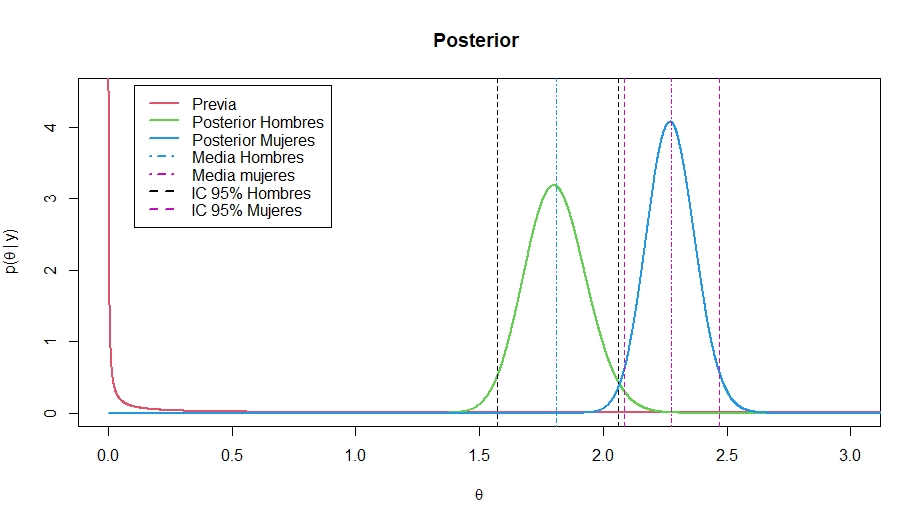 Posterior
Previa
Posterior Hombres
Posterior Mujeres
Media Hombres
Media mujeres
IC 95% Hombres
IC 95% Mujeres
p(θ | y)
4
3
2
1
0
0.0 0.5 1.0 1.5 2.0 2.5 3.0
θ